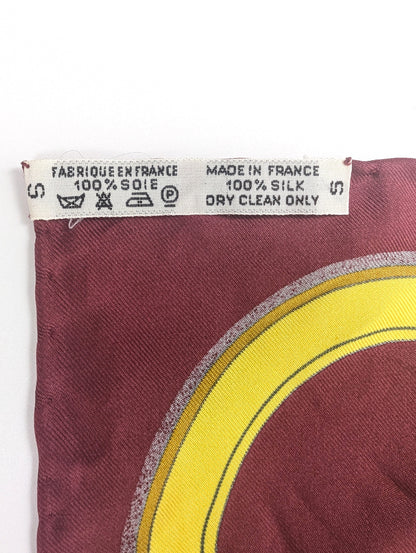 FABRIQUE EN FRANCE
100% SOIE
P
MADE IN FRANCE
100% SILK
DRY CLEAN ONLY
S
S